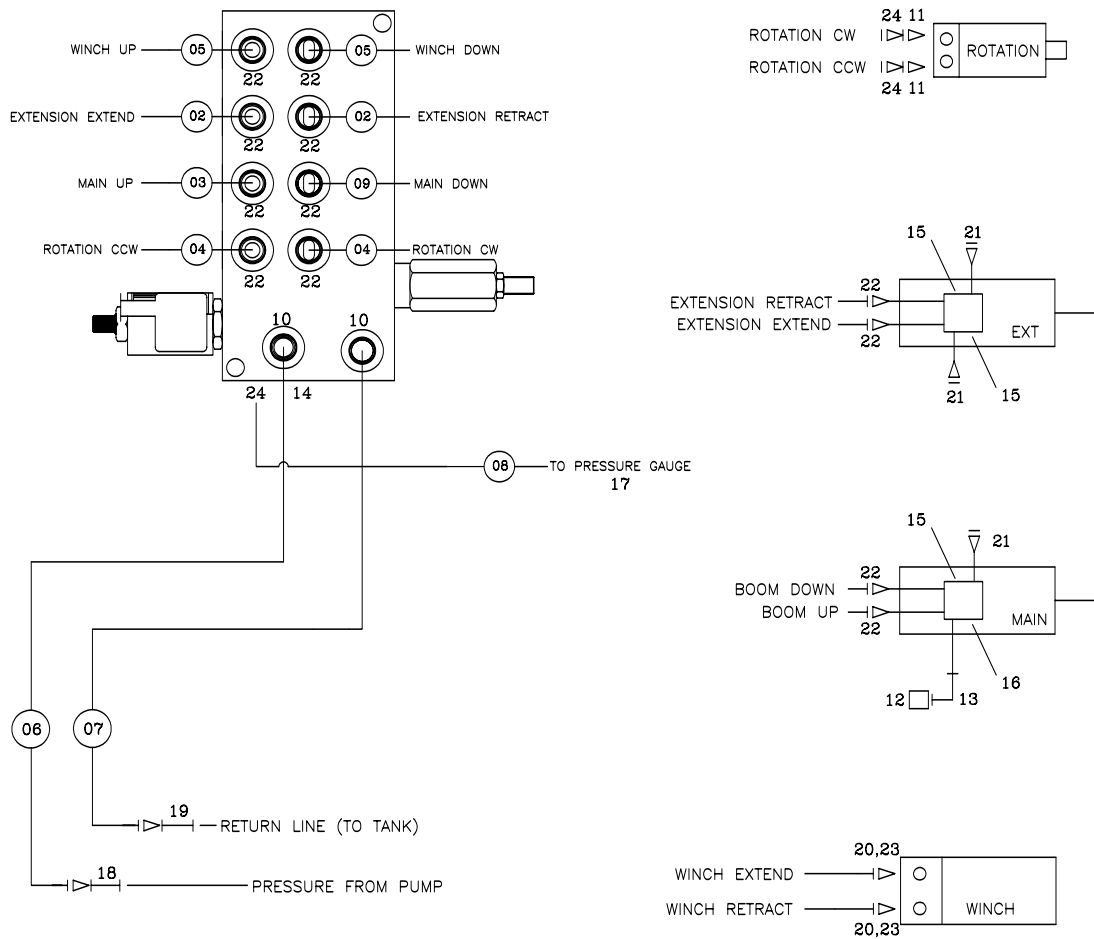 WINCH UP 05 05 WINCH DOWN
22 22
EXTENSION EXTEND 02 02 EXTENSION RETRACT
22 22
MAIN UP 03 09 MAIN DOWN
22 22
ROTATION CCW 04 04 ROTATION CW
22 22
10 10
24 14
08 TO PRESSURE GAUGE
17
06 07
19
RETURN LINE (TO TANK)
18
PRESSURE FROM PUMP
24 11
ROTATION CW
ROTATION
ROTATION CCW
24 11
15 21
22
EXTENSION RETRACT
EXTENSION EXTEND
EXT
22
21 15
15 21
22
BOOM DOWN
BOOM UP
MAIN
22
16
12 13
20,23
WINCH EXTEND
WINCH RETRACT
WINCH
20,23